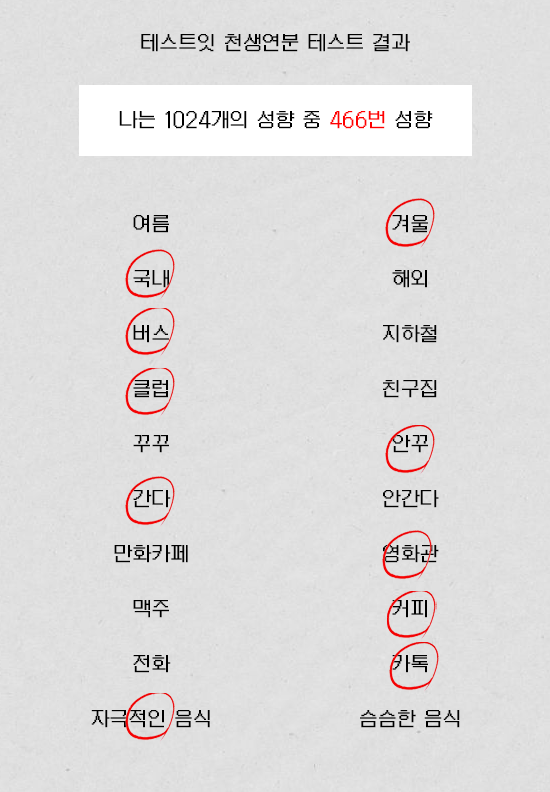 테스트잇 천생연분 테스트 결과
나는 1024개의 성향 중 466번 성향
여름 겨울
국내 해외
버스 지하철
클럽 친구집
꾸꾸 안꾸
간다 안간다
만화카페 영화관
맥주 커피
전화 카톡
자극적인 음식 슴슴한 음식